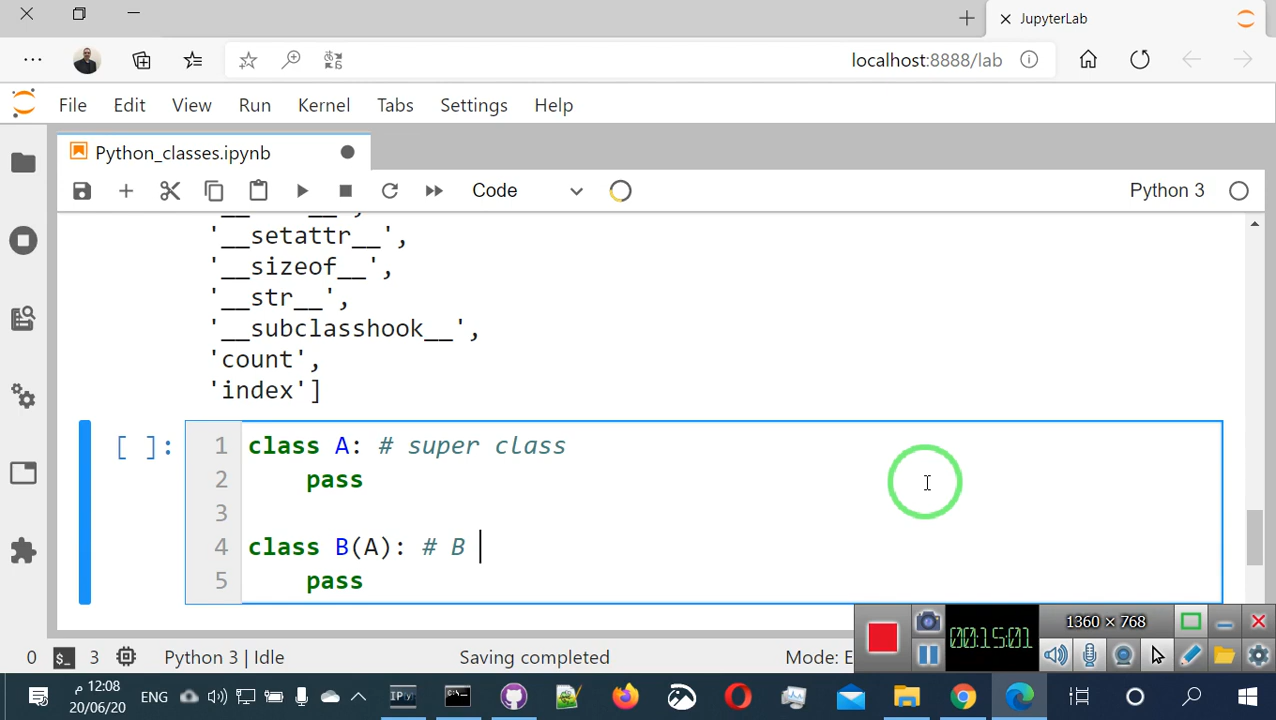 JupyterLab
localhost:8888/lab
File Edit View Run Kernel Tabs Settings Help
Python_classes.ipynb
Code
Python 3
'__setattr__',
'__sizeof__',
'__str__',
'__subclasshook__',
'count',
'index']
[ ]:
1 class A: # super class
2 pass
3
4 class B(A): # B
5 pass
1360 × 768
00:15:01
0 3 Python 3 | Idle Saving completed Mode: E
12:08 م
20/06/20
ENG
IPy